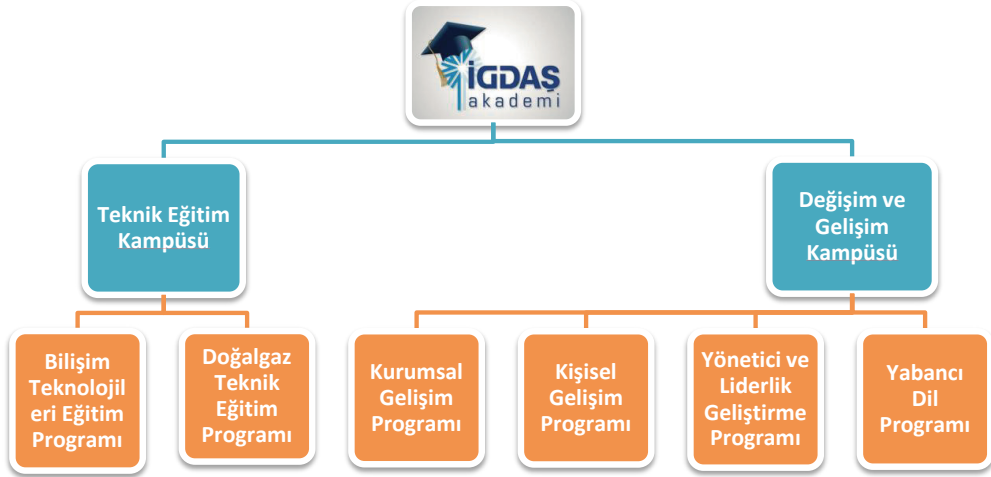 İGDAŞ
akademi
Teknik Eğitim
Kampüsü
Değişim ve
Gelişim
Kampüsü
Bilişim
Teknolojil
eri Eğitim
Programı
Doğalgaz
Teknik
Eğitim
Programı
Kurumsal
Gelişim
Programı
Kişisel
Gelişim
Programı
Yönetici ve
Liderlik
Geliştirme
Programı
Yabancı
Dil
Programı